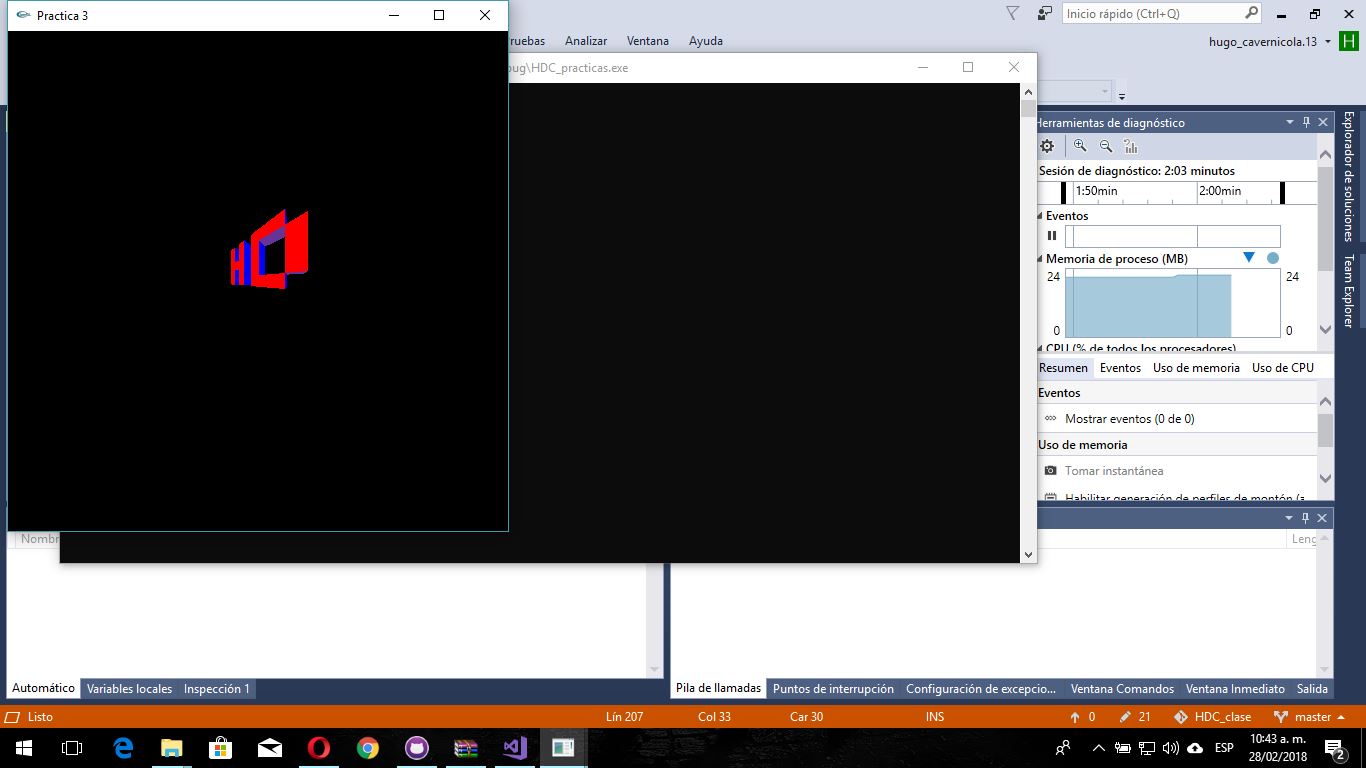 Practica 3
Inicio rápido (Ctrl+Q)
ruebas Analizar Ventana Ayuda
hugo_cavernicola.13 H
bug\HDC_practicas.exe
Herramientas de diagnóstico
Sesión de diagnóstico: 2:03 minutos
1:50min 2:00min
Eventos
Memoria de proceso (MB)
24 24
0 0
CPU (% de todos los procesadores)
Resumen Eventos Uso de memoria Uso de CPU
Eventos
Mostrar eventos (0 de 0)
Uso de memoria
Tomar instantánea
Habilitar generación de perfiles de montón (a
Explorador de soluciones
Team Explorer
HC
Nombr
Leng
Automático Variables locales Inspección 1
Pila de llamadas Puntos de interrupción Configuración de excepcio... Ventana Comandos Ventana Inmediato Salida
Listo Lín 207 Col 33 Car 30 INS 0 21 HDC_clase master
ESP 10:43 a. m.
28/02/2018
2